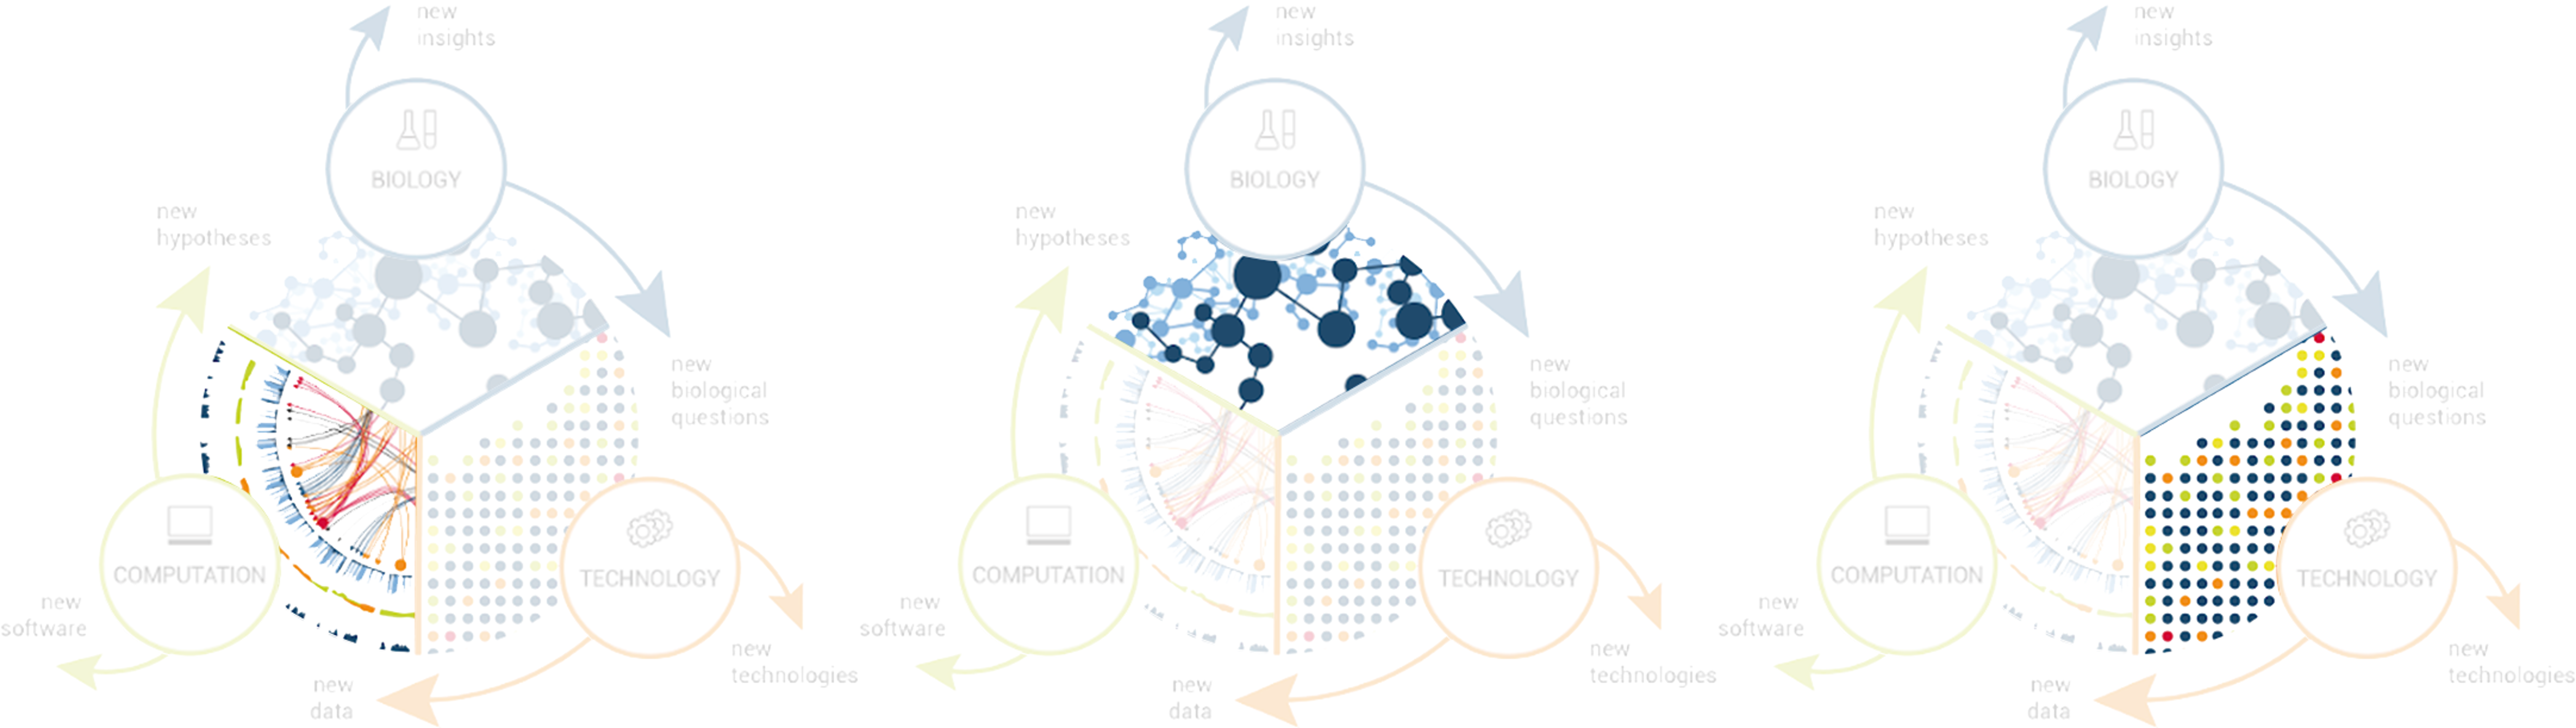 new
insights
BIOLOGY
new
hypotheses
new
biological
questions
COMPUTATION
TECHNOLOGY
new
software
new
technologies
new
data
new
insights
BIOLOGY
new
hypotheses
new
biological
questions
COMPUTATION
TECHNOLOGY
new
software
new
technologies
new
data
new
insights
BIOLOGY
new
hypotheses
new
biological
questions
COMPUTATION
TECHNOLOGY
new
software
new
technologies
new
data